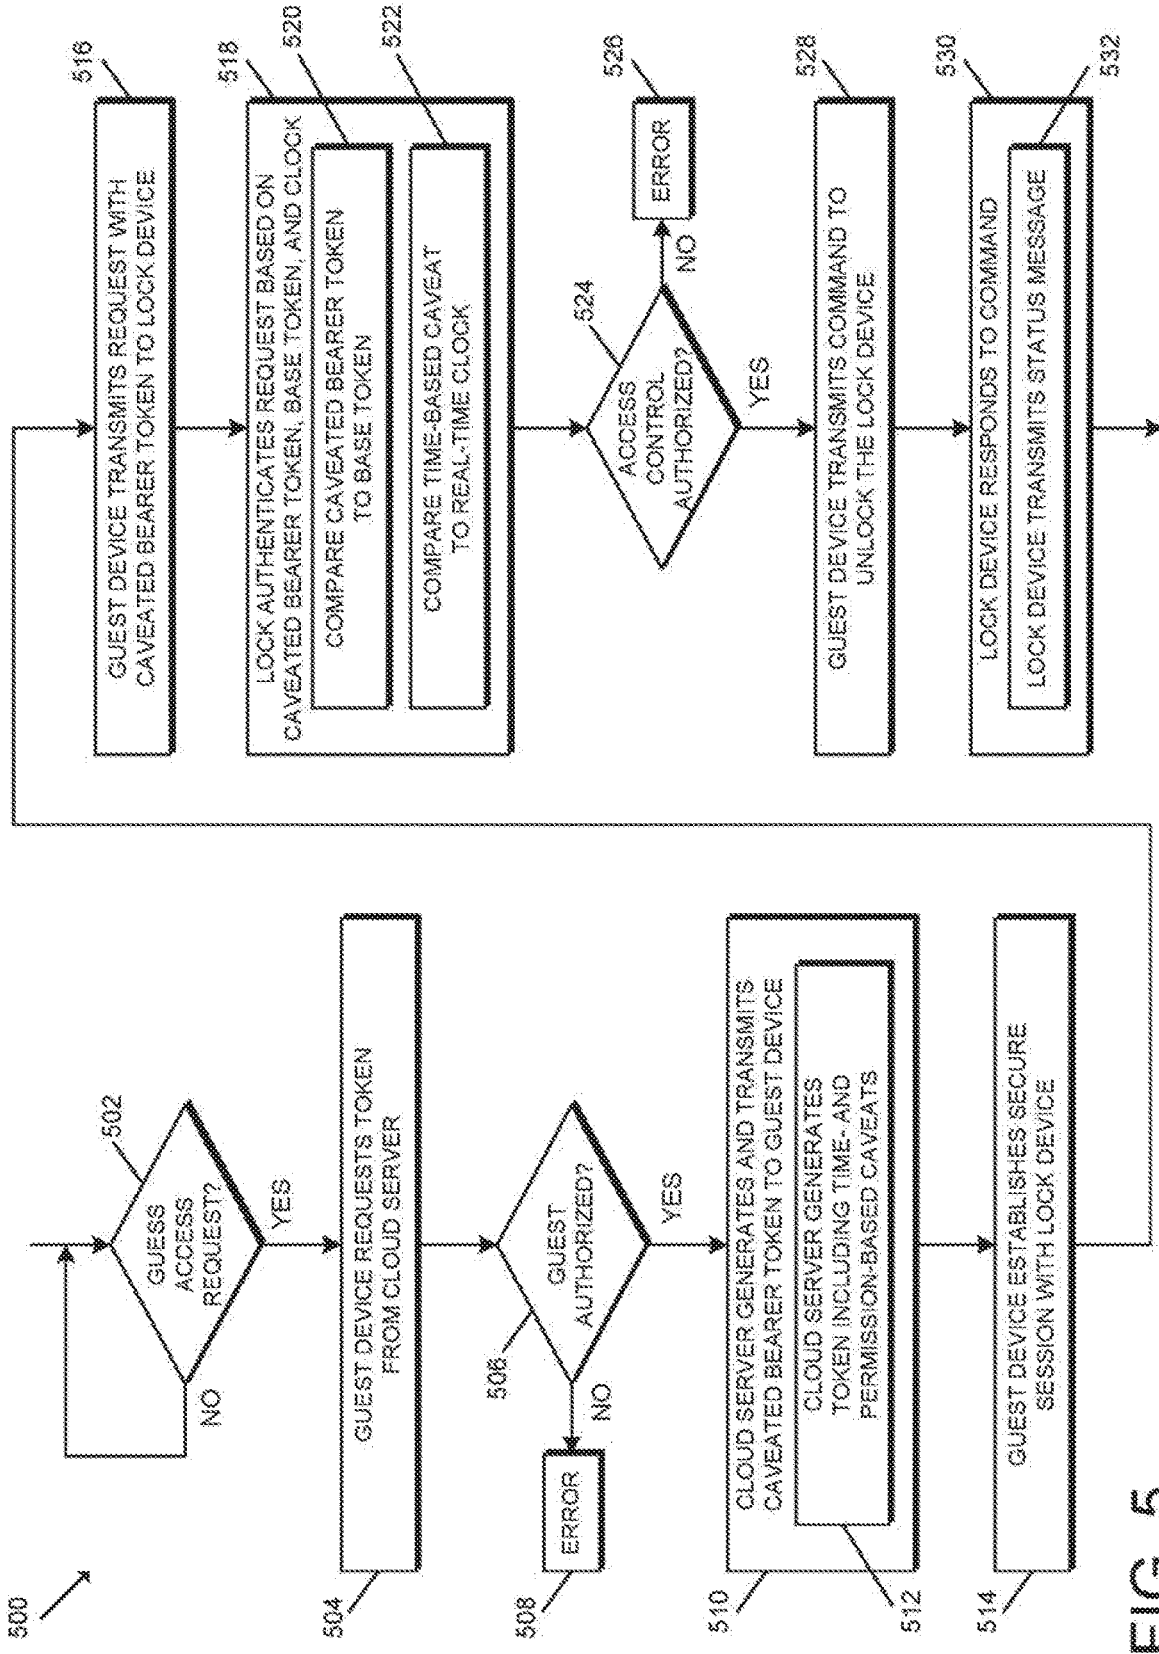 500
502
GUESS
ACCESS
REQUEST?
NO
YES
504
GUEST DEVICE REQUESTS TOKEN
FROM CLOUD SERVER
506
GUEST
AUTHORIZED?
NO
YES
508
ERROR
510
CLOUD SERVER GENERATES AND TRANSMITS
CAVEATED BEARER TOKEN TO GUEST DEVICE
512
CLOUD SERVER GENERATES
TOKEN INCLUDING TIME- AND
PERMISSION-BASED CAVEATS
514
GUEST DEVICE ESTABLISHES SECURE
SESSION WITH LOCK DEVICE
516
GUEST DEVICE TRANSMITS REQUEST WITH
CAVEATED BEARER TOKEN TO LOCK DEVICE
518
LOCK AUTHENTICATES REQUEST BASED ON
CAVEATED BEARER TOKEN, BASE TOKEN, AND CLOCK
520
COMPARE CAVEATED BEARER TOKEN
TO BASE TOKEN
522
COMPARE TIME-BASED CAVEAT
TO REAL-TIME CLOCK
524
ACCESS
CONTROL
AUTHORIZED?
NO
YES
526
ERROR
528
GUEST DEVICE TRANSMITS COMMAND TO
UNLOCK THE LOCK DEVICE
530
LOCK DEVICE RESPONDS TO COMMAND
532
LOCK DEVICE TRANSMITS STATUS MESSAGE
FIG. 5